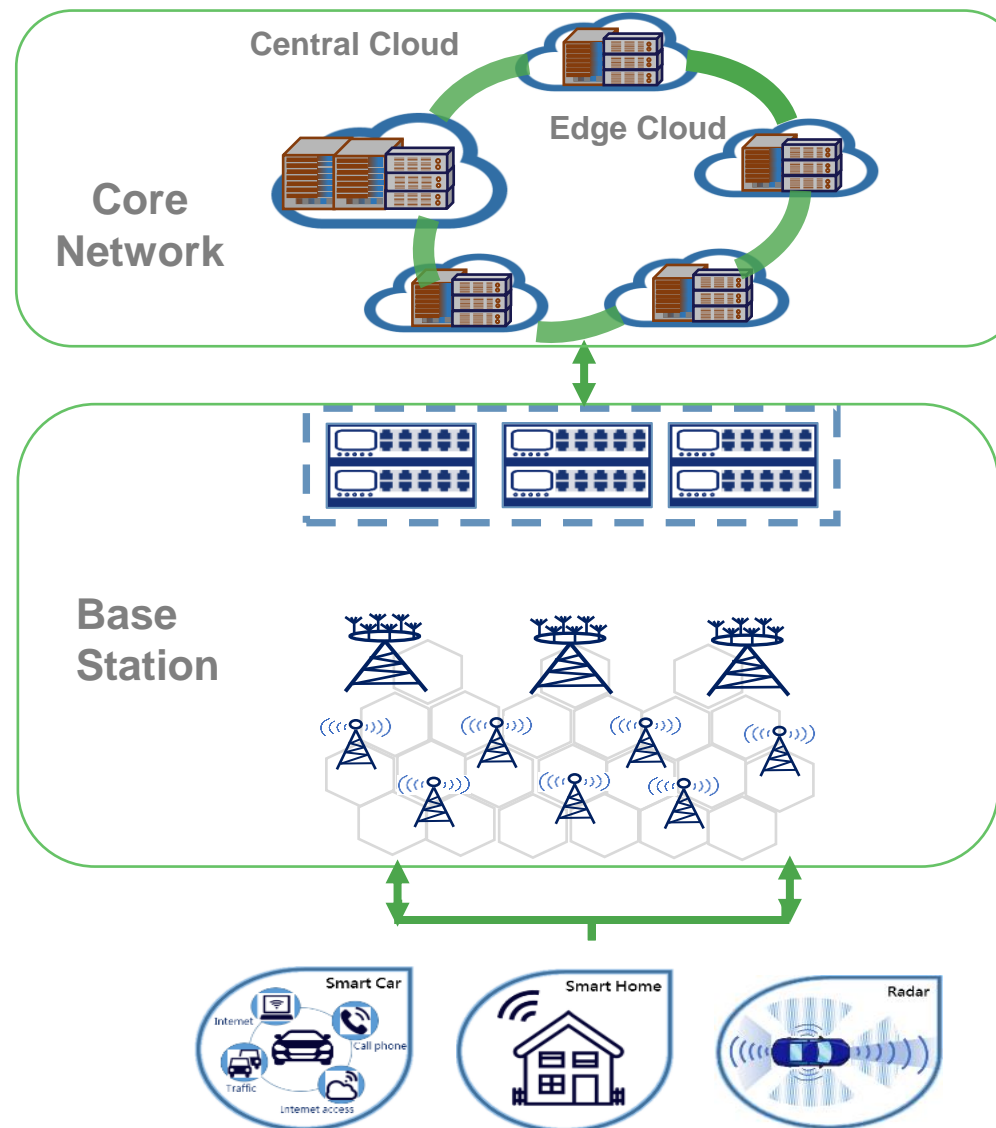 Central Cloud
Edge Cloud
Core
Network
Base
Station
Smart Car
Internet
Call phone
Traffic
Internet access
Smart Home
Radar